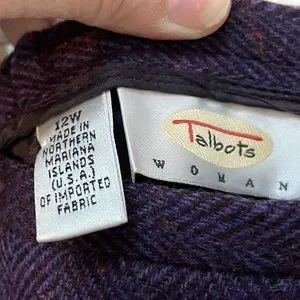 12W
MADE IN
NORTHERN
MARIANA
ISLANDS
(U.S.A.)
OF IMPORTED
FABRIC
Talbots
WOMAN